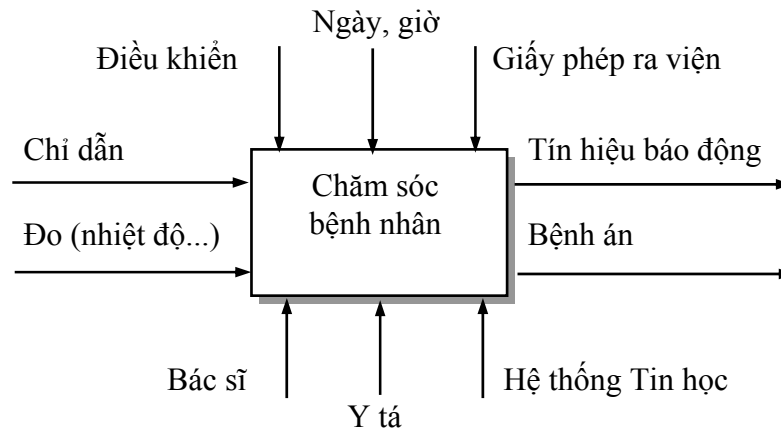 Ngày, giờ
Điều khiển
Giấy phép ra viện
Chỉ dẫn
Tín hiệu báo động
Chăm sóc
bệnh nhân
Đo (nhiệt độ...)
Bệnh án
Bác sĩ
Hệ thống Tin học
Y tá